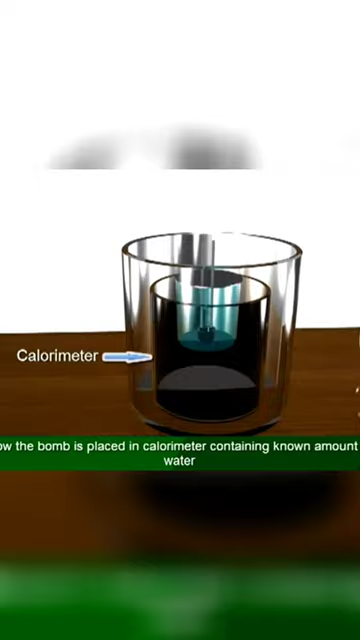 Calorimeter
the bomb is placed in calorimeter containing known amount
water